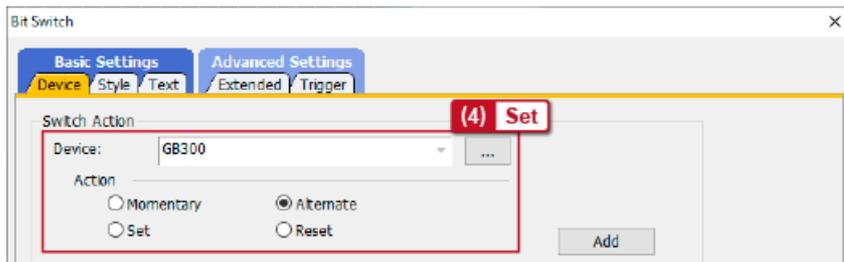 Bit Switch
Basic Settings Advanced Settings
Device Style Text Extended Trigger
Switch Action
(4) Set
Device: GB300 ...
Action
Momentary Alternate
Set Reset
Add